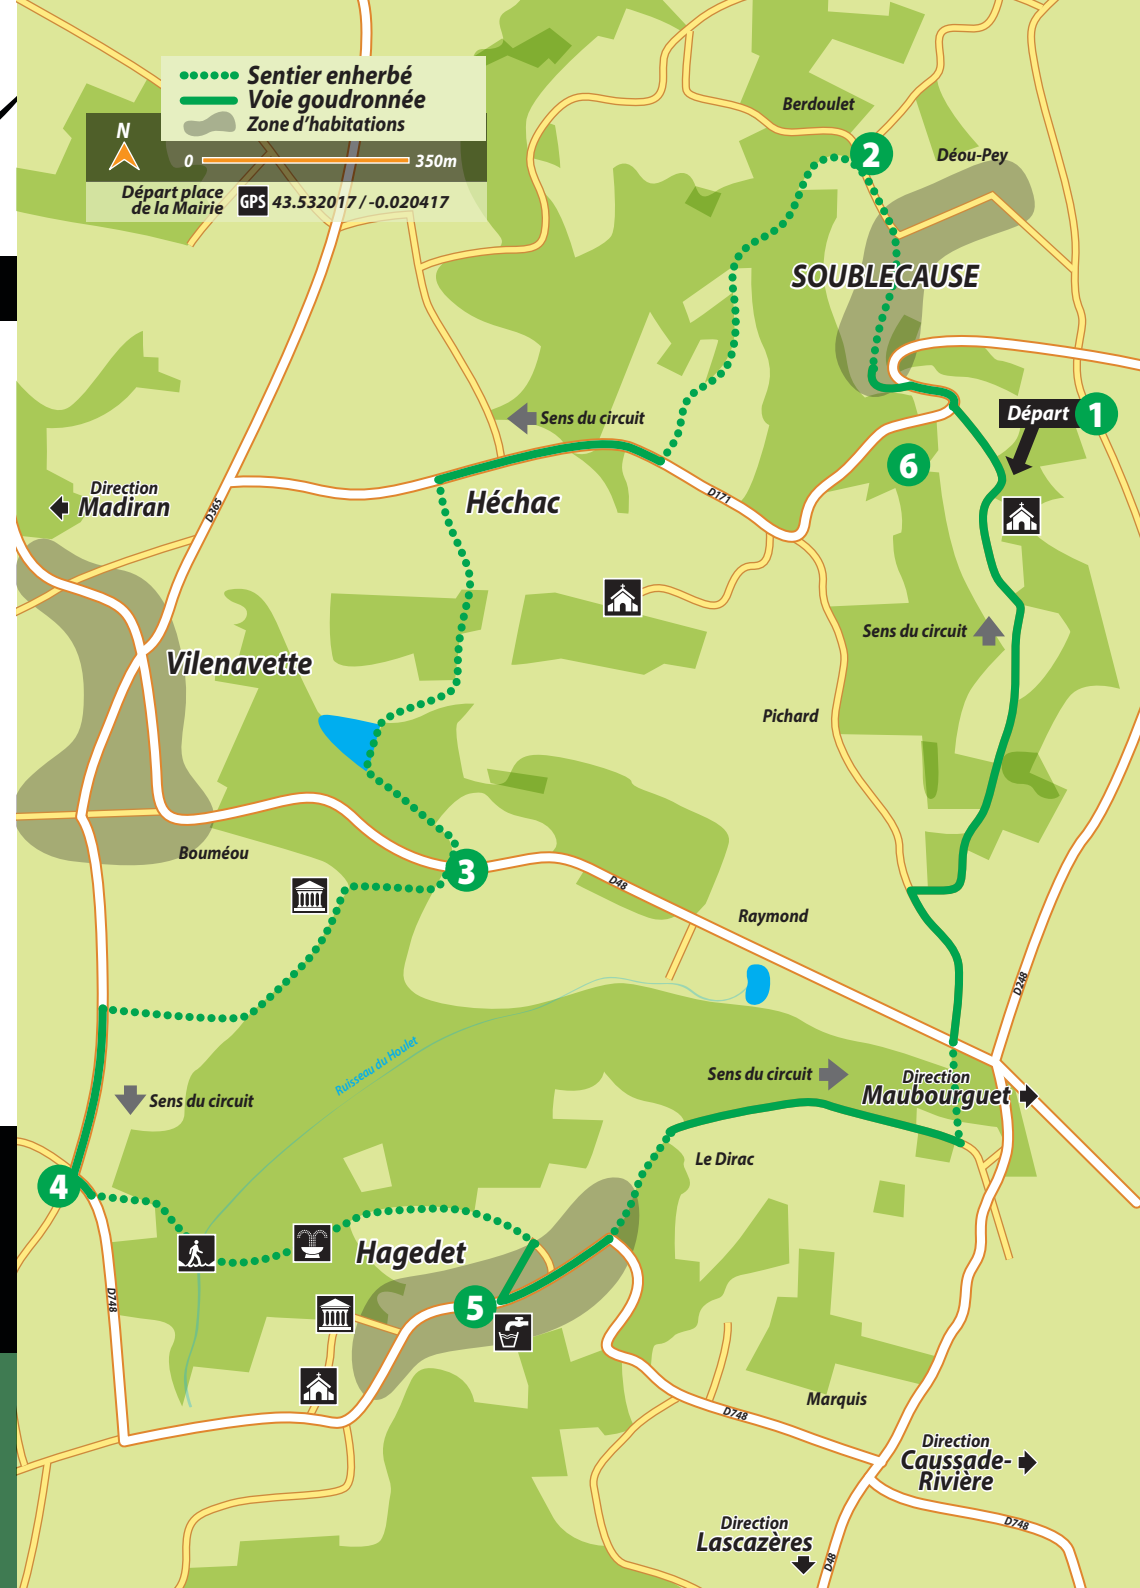 Sentier enherbé
Voie goudronnée
Zone d'habitations
N
0
350m
Départ place
de la Mairie
GPS
43.532017 / -0.020417
Berdoulet
2
Déou-Pey
SOUBLECAUSE
Départ
1
Sens du circuit
6
Direction
Madiran
D365
Héchac
D171
Sens du circuit
Vilenavette
Pichard
Bouméou
3
D48
Raymond
D248
Ruisseau du Houlet
Sens du circuit
Direction
Maubourguet
Sens du circuit
Le Dirac
4
Hagedet
D748
5
Marquis
D748
Direction
Caussade-
Rivière
Direction
Lascazères
D748
D48